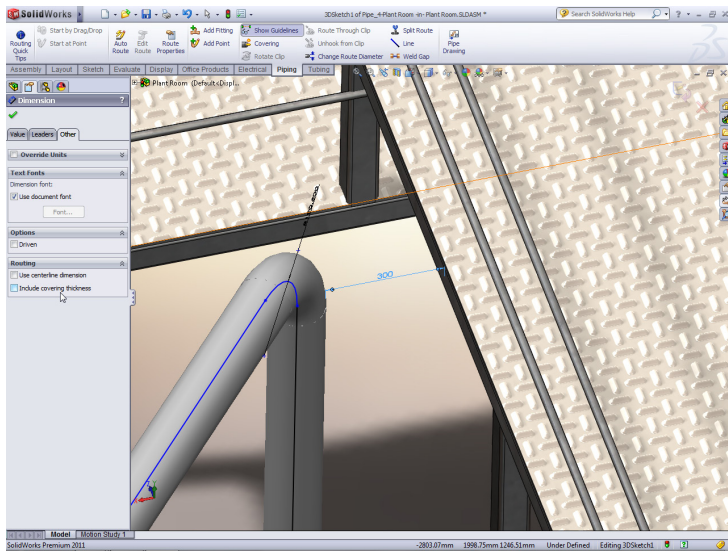 SolidWorks
3DSketch1 of Pipe_4-Plant Room -in- Plant Room.SLDASM *
Search SolidWorks Help
Routing Quick Tips
Start by Drag/Drop
Start at Point
Auto Route
Edit Route
Route Properties
Add Fitting
Add Point
Show Guidelines
Covering
Rotate Clip
Route Through Clip
Unhook from Clip
Change Route Diameter
Split Route
Line
Weld Gap
Pipe Drawing
Assembly Layout Sketch Evaluate Display Office Products Electrical Piping Tubing
Plant Room (Default<Displ...
Dimension ?
Value Leaders Other
Override Units
Text Fonts
Dimension font:
Use document font
Font...
Options
Driven
Routing
Use centerline dimension
Include covering thickness
300
Model Motion Study 1
SolidWorks Premium 2011
-2803.07mm 1998.75mm 1246.51mm Under Defined Editing 3DSketch1